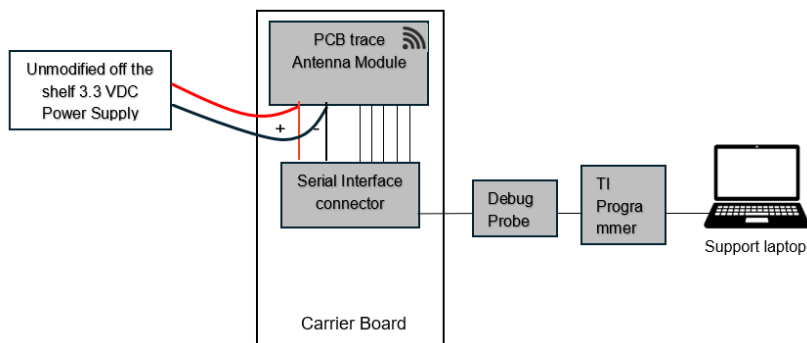 PCB trace
Antenna Module
Unmodified off the
shelf 3.3 VDC
Power Supply
+ -
Serial Interface
connector
Debug
Probe
TI
Progra
mmer
Support laptop
Carrier Board